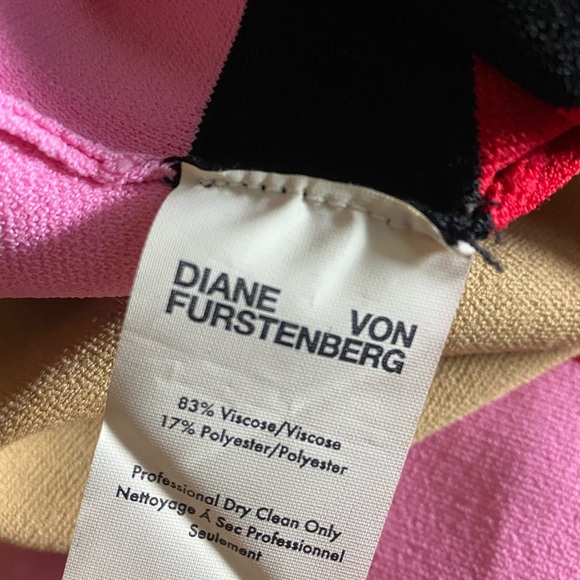 DIANE VON
FURSTENBERG
83% Viscose/Viscose
17% Polyester/Polyester
Professional Dry Clean Only
Nettoyage À Sec Professionnel
Seulement